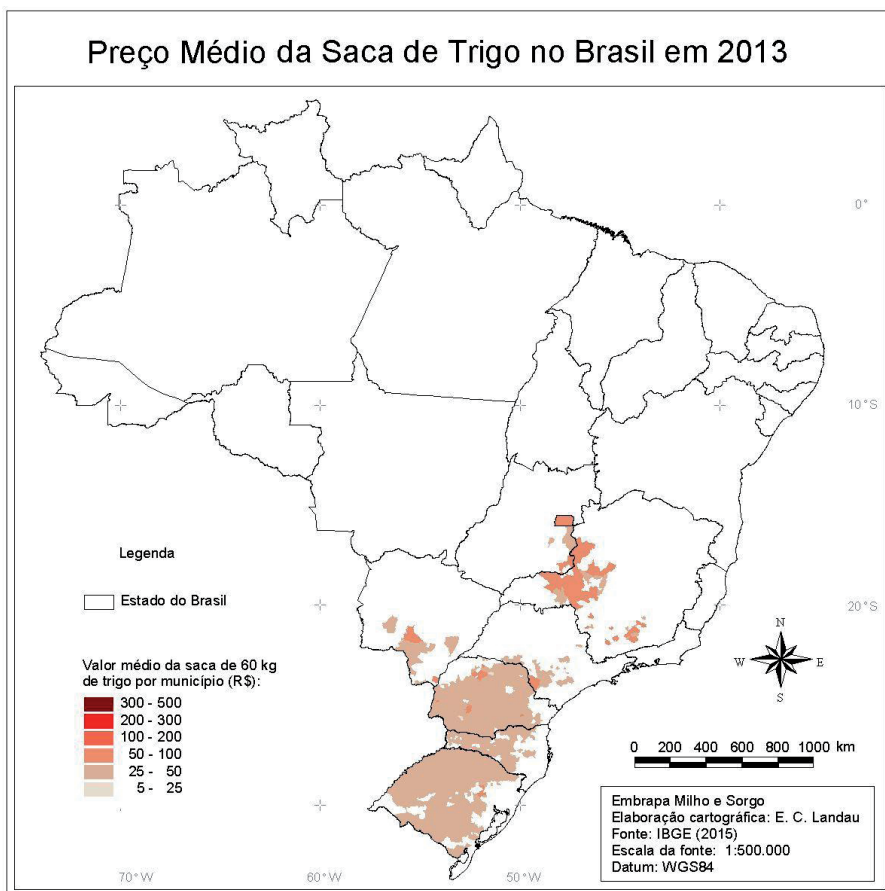 Preço Médio da Saca de Trigo no Brasil em 2013
0°
10°S
Legenda
Estado do Brasil
20°S
N
W E
S
Valor médio da saca de 60 kg
de trigo por município (R$):
300 - 500
200 - 300
100 - 200
50 - 100
25 - 50
5 - 25
0 200 400 600 800 1000 km
Embrapa Milho e Sorgo
Elaboração cartográfica: E. C. Landau
Fonte: IBGE (2015)
Escala da fonte: 1:500.000
Datum: WGS84
70°W 60°W 50°W 40°W